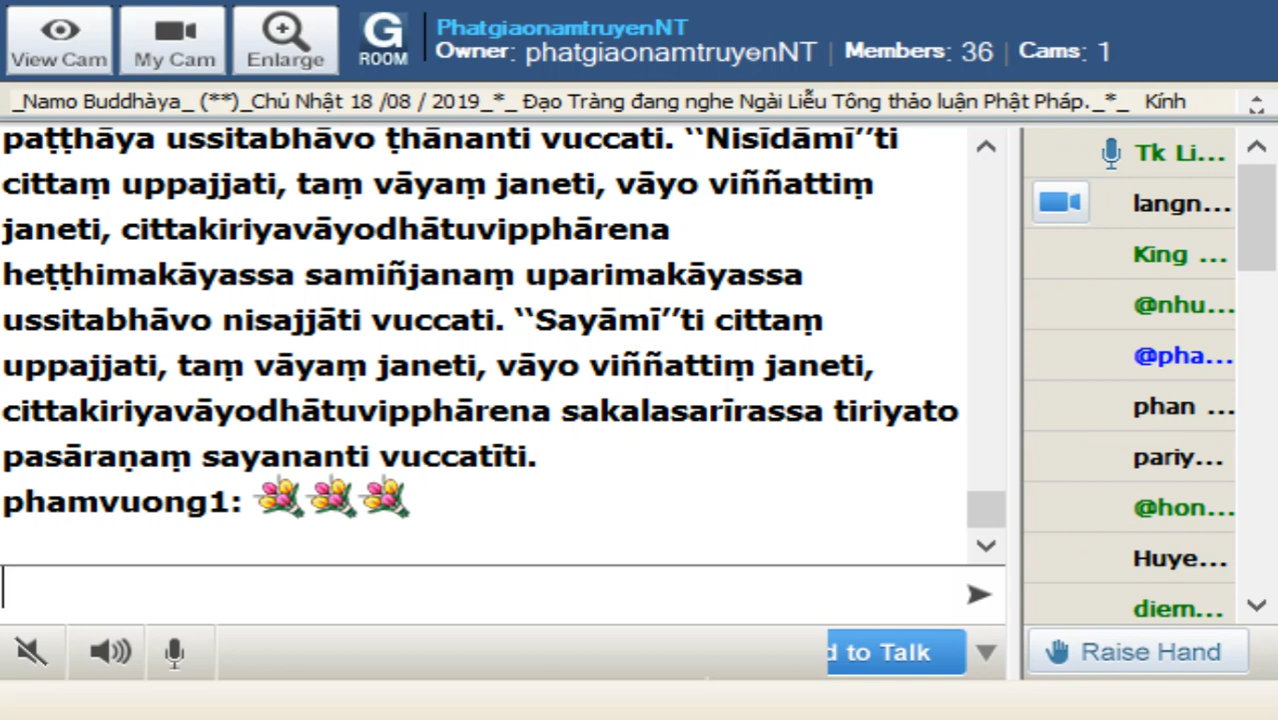 View Cam
My Cam
Enlarge
G
ROOM
PhatgiaonamtruyenNT
Owner: phatgiaonamtruyenNT | Members: 36 | Cams: 1
_Namo Buddhàya_ (**)_Chủ Nhật 18 /08 / 2019_*_ Đạo Tràng đang nghe Ngài Liễu Tông thảo luận Phật Pháp._*_ Kính
paṭṭhāya ussitabhāvo ṭhānanti vuccati. ‘‘Nisīdāmī’’ti
cittaṃ uppajjati, taṃ vāyaṃ janeti, vāyo viññattiṃ
janeti, cittakiriyavāyodhātuvipphārena
heṭṭhimakāyassa samiñjanaṃ uparimakāyassa
ussitabhāvo nisajjāti vuccati. ‘‘Sayāmī’’ti cittaṃ
uppajjati, taṃ vāyaṃ janeti, vāyo viññattiṃ janeti,
cittakiriyavāyodhātuvipphārena sakalasarīrassa tiriyato
pasāraṇaṃ sayananti vuccatīti.
phamvuong1:
Tk Li...
langn...
King ...
@nhu...
@pha...
phan ...
pariy...
@hon...
Huye...
diem...
d to Talk
Raise Hand